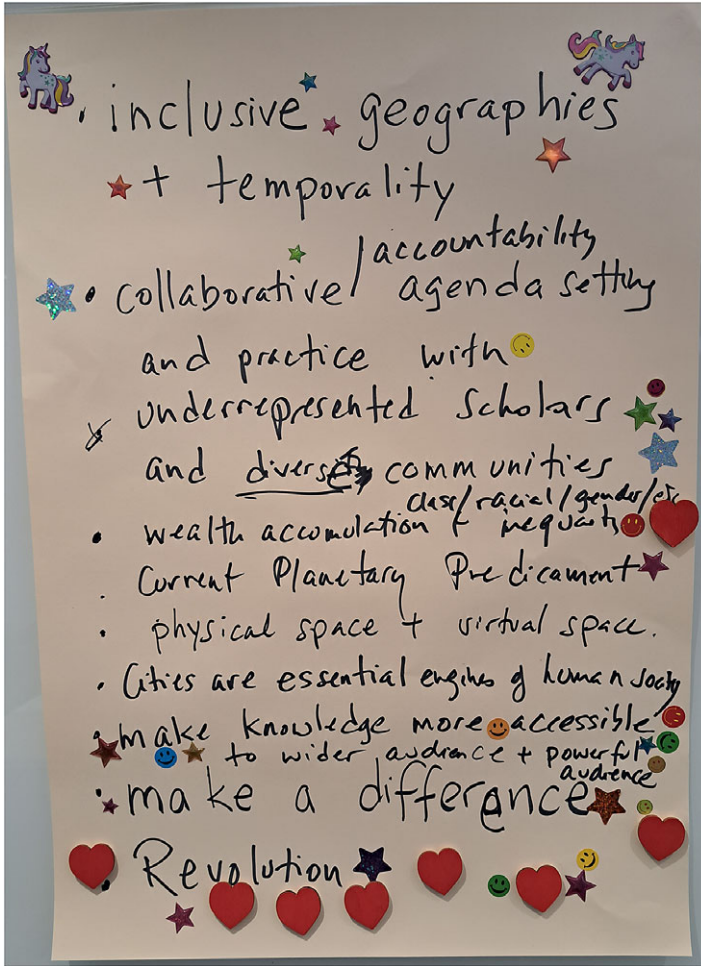 • inclusive geographies
+ temporality
/accountability
• collaborative agenda setting
and practice with
underrepresented scholars
and diverse communities
class/racial/gender/etc
• wealth accomulation +
. Current Planetary Predicament
• physical space + virtual space.
• Cities are essential engines of human society
• make knowledge more accessible
to wider audience + powerful
audience
• make a difference
• Revolution